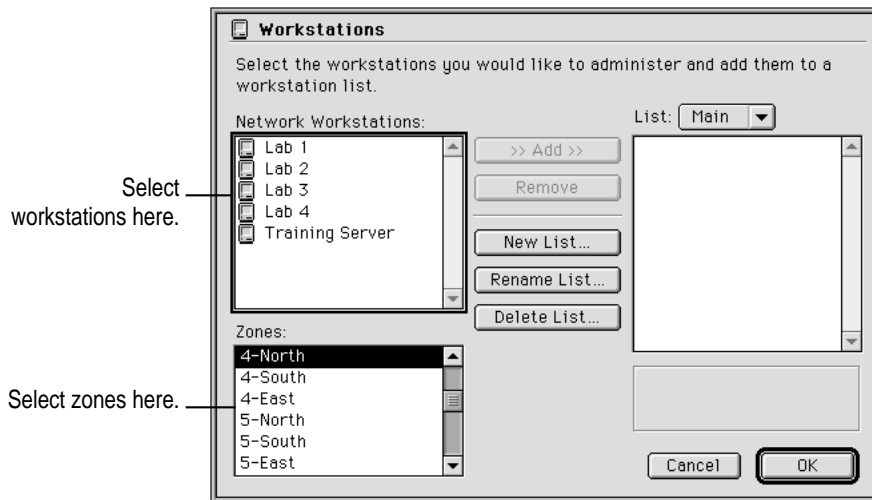 Workstations
Select the workstations you would like to administer and add them to a
workstation list.
Network Workstations:
Lab 1
Lab 2
Lab 3
Lab 4
Training Server
Select
workstations here.
>> Add >>
Remove
New List...
Rename List...
Delete List...
List: Main
Zones:
4-North
4-South
4-East
5-North
5-South
5-East
Select zones here.
Cancel
OK